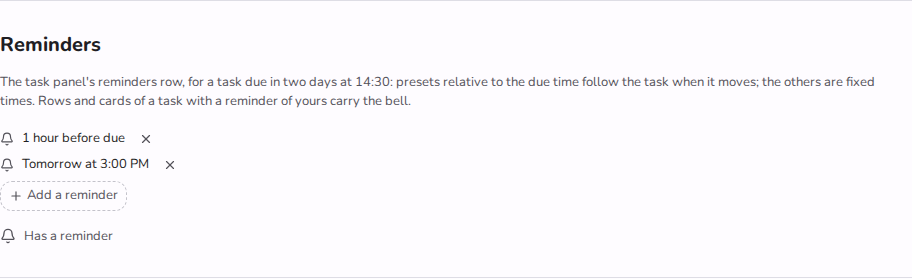 Reminders
The task panel's reminders row, for a task due in two days at 14:30: presets relative to the due time follow the task when it moves; the others are fixed
times. Rows and cards of a task with a reminder of yours carry the bell.
1 hour before due
Tomorrow at 3:00 PM
+ Add a reminder
Has a reminder